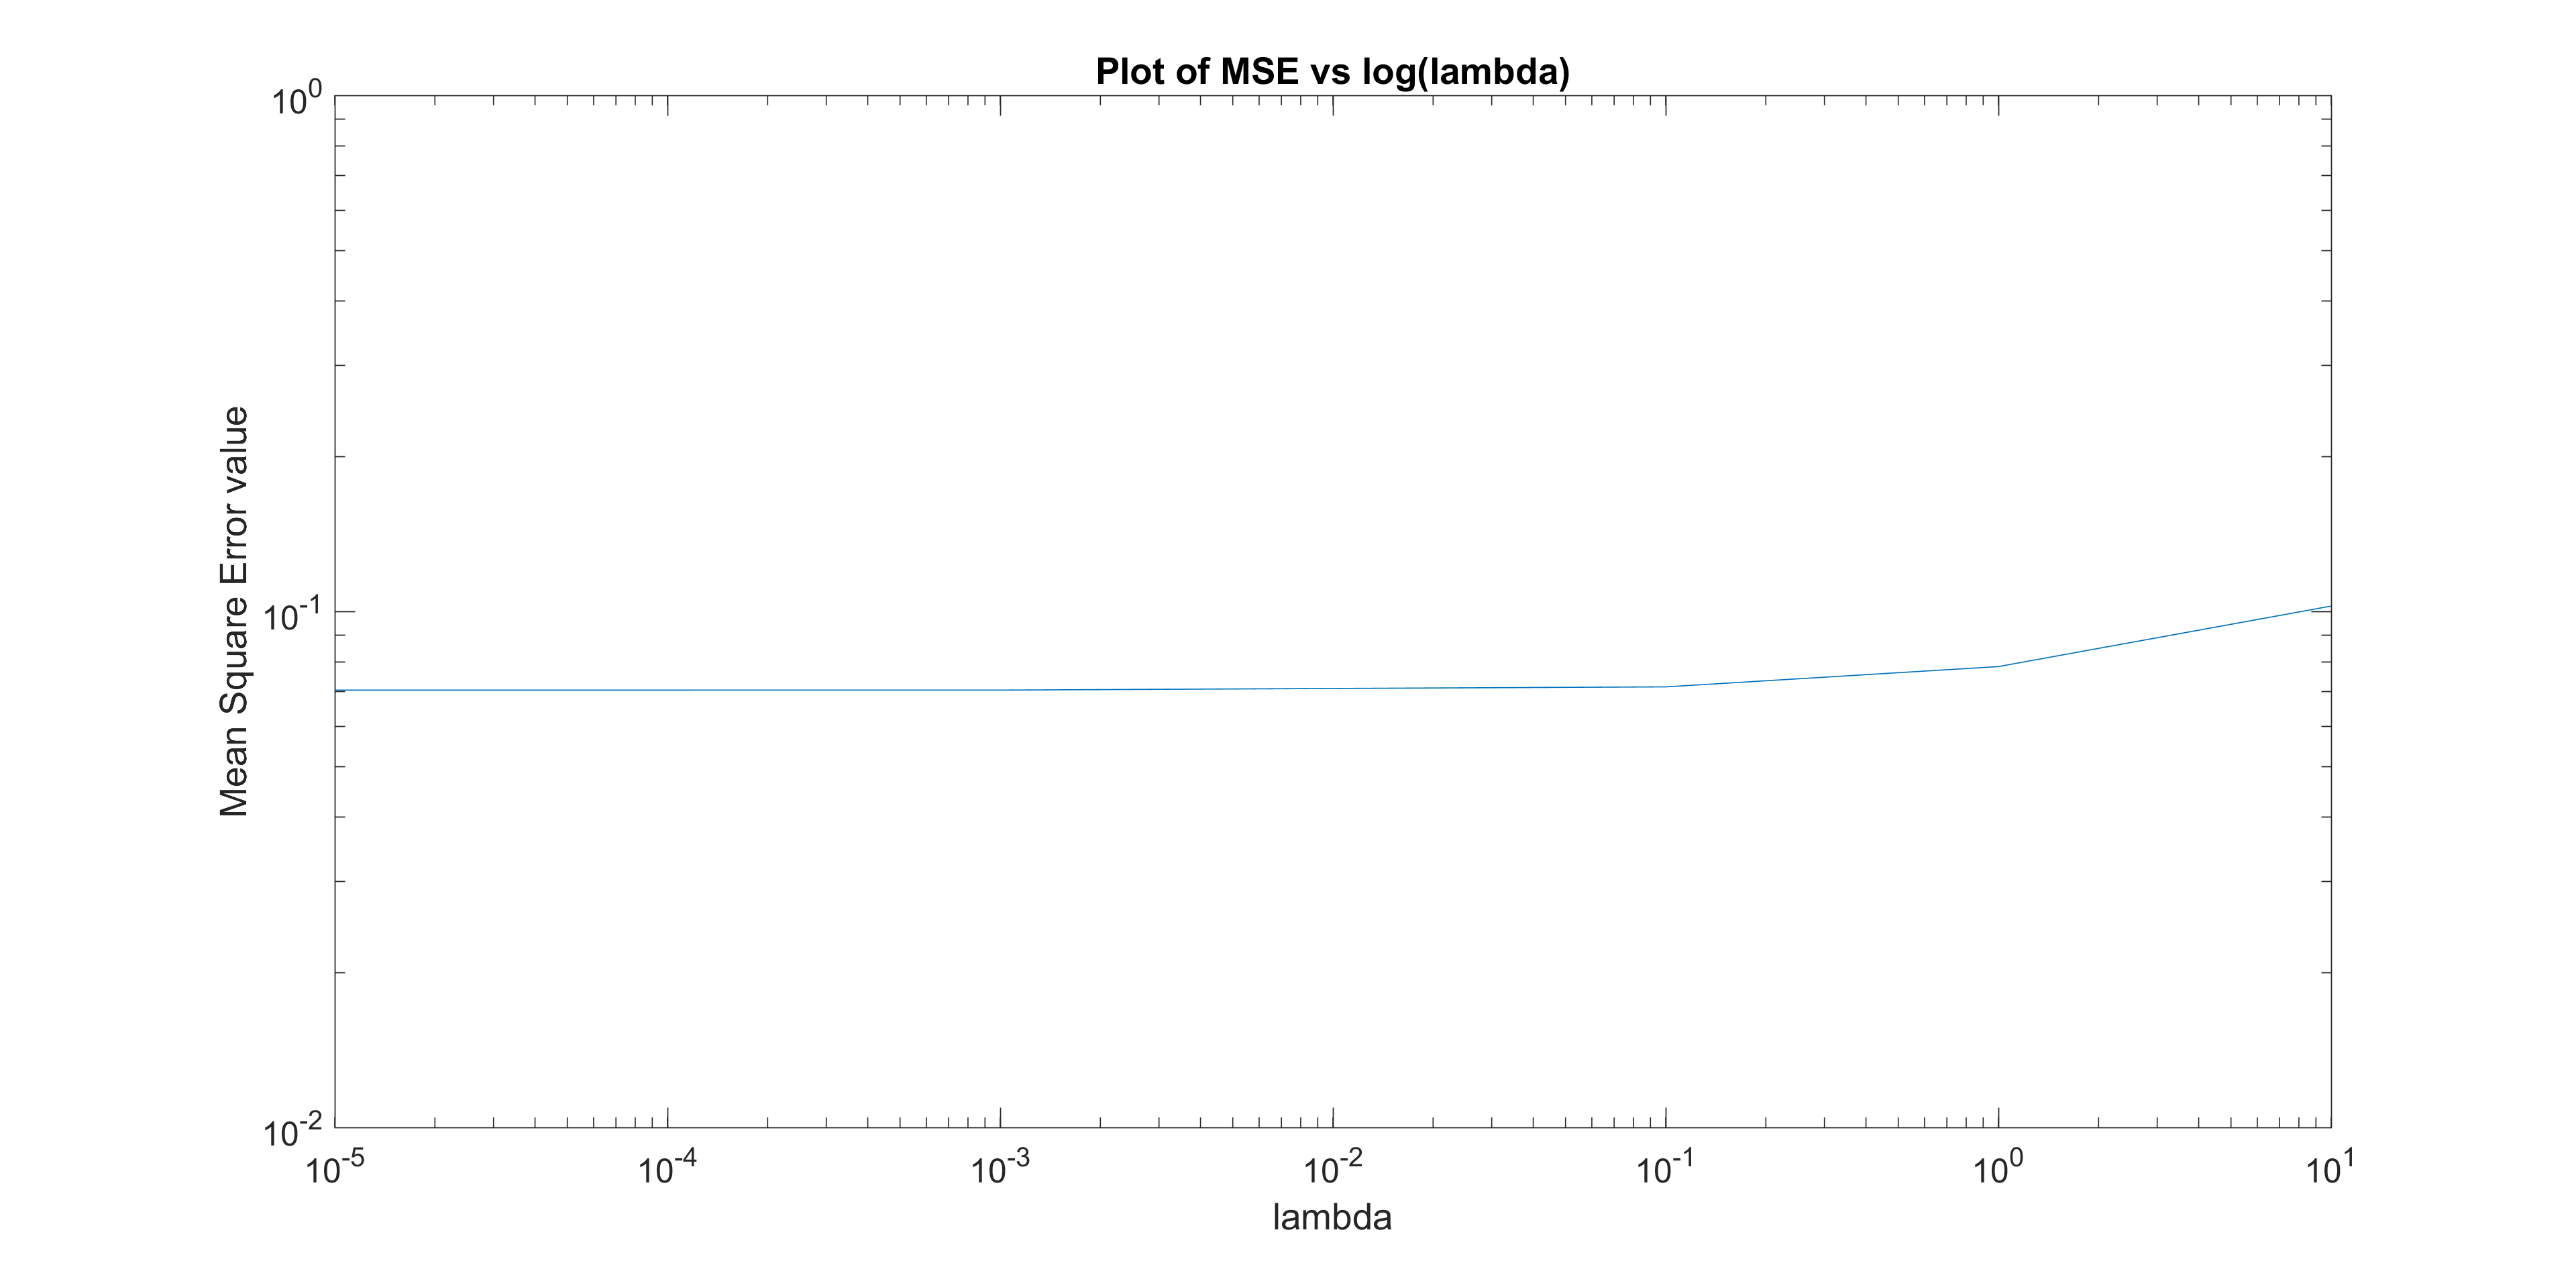 Plot of MSE vs log(lambda)
10^0
10^-1
10^-2
Mean Square Error value
10^-5 10^-4 10^-3 10^-2 10^-1 10^0 10^1
lambda